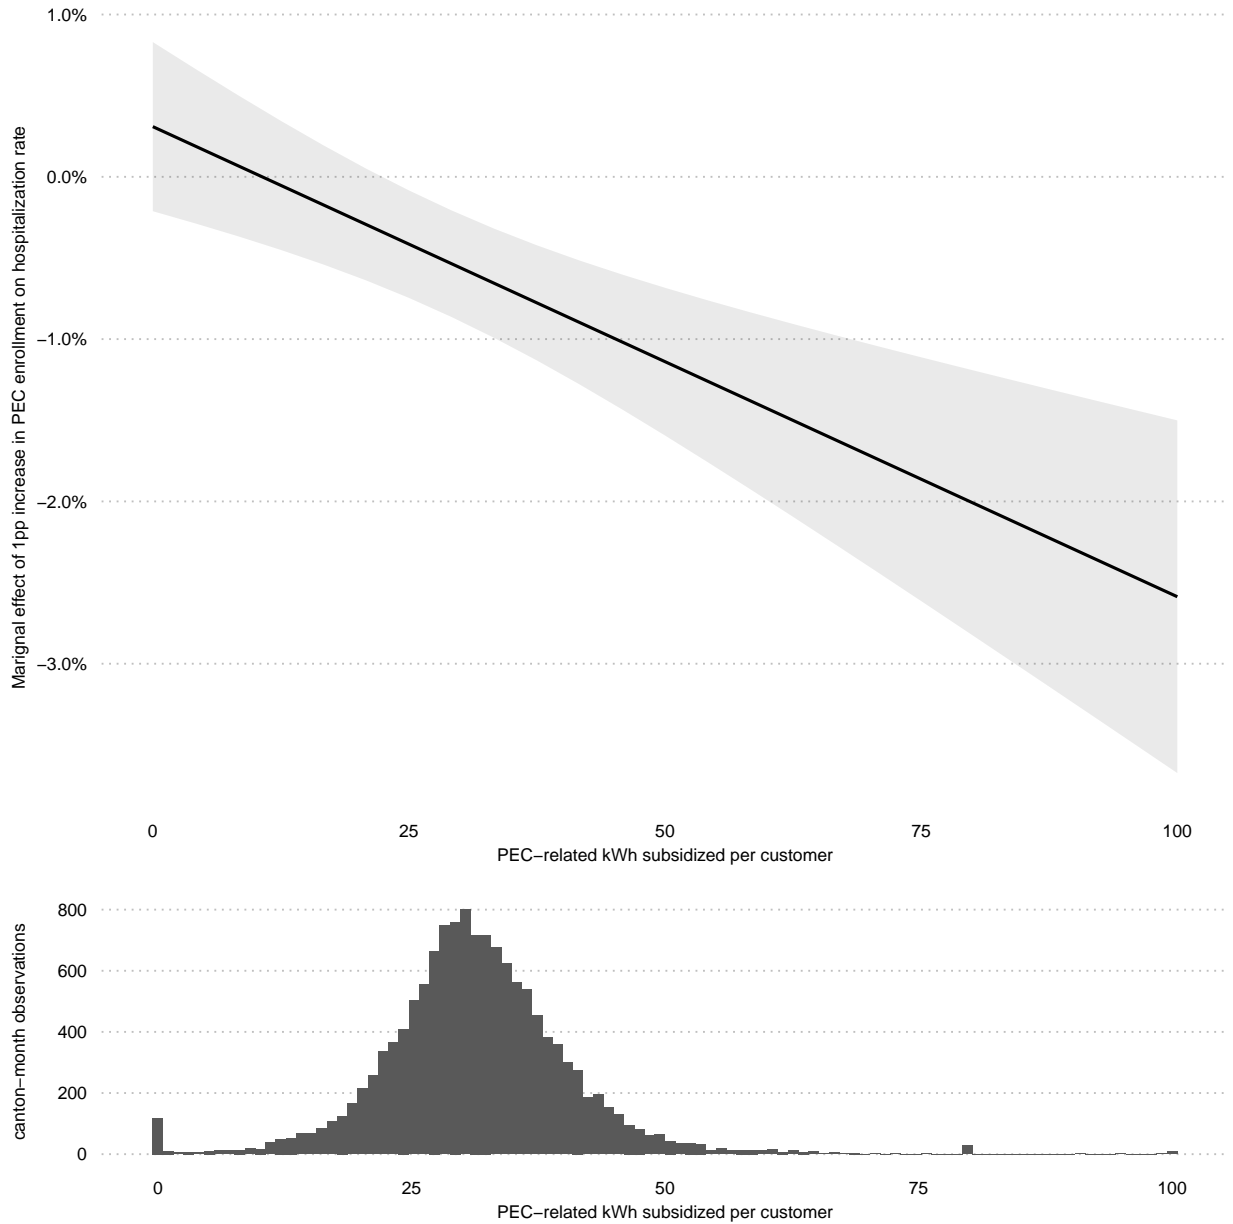 1.0%
0.0%
−1.0%
−2.0%
−3.0%
Marignal effect of 1pp increase in PEC enrollment on hospitalization rate
0 25 50 75 100
PEC−related kWh subsidized per customer
800
600
400
200
0
canton−month observations
0 25 50 75 100
PEC−related kWh subsidized per customer